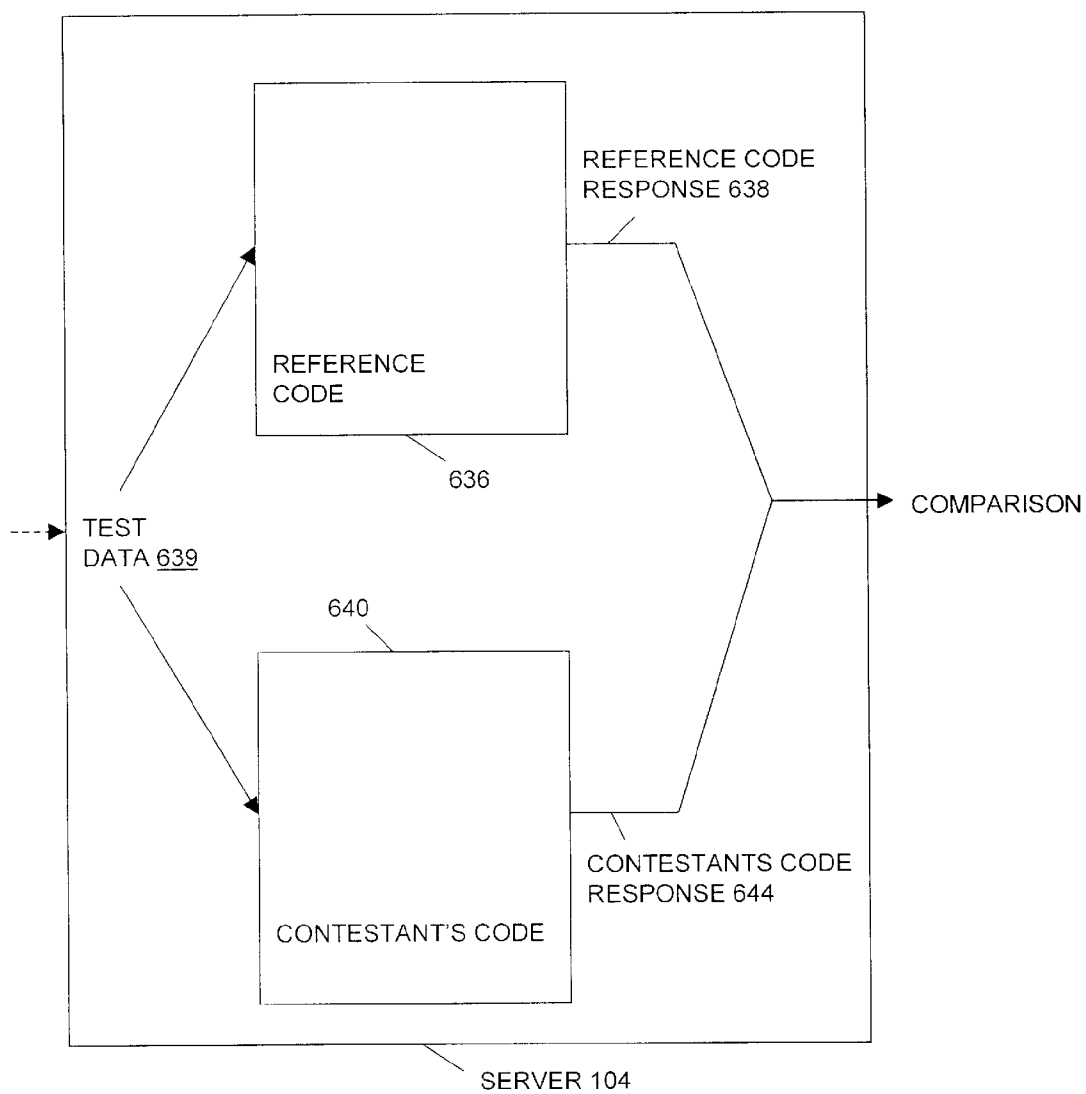 REFERENCE CODE
RESPONSE 638
REFERENCE
CODE
636
COMPARISON
TEST
DATA 639
640
CONTESTANTS CODE
RESPONSE 644
CONTESTANT'S CODE
SERVER 104